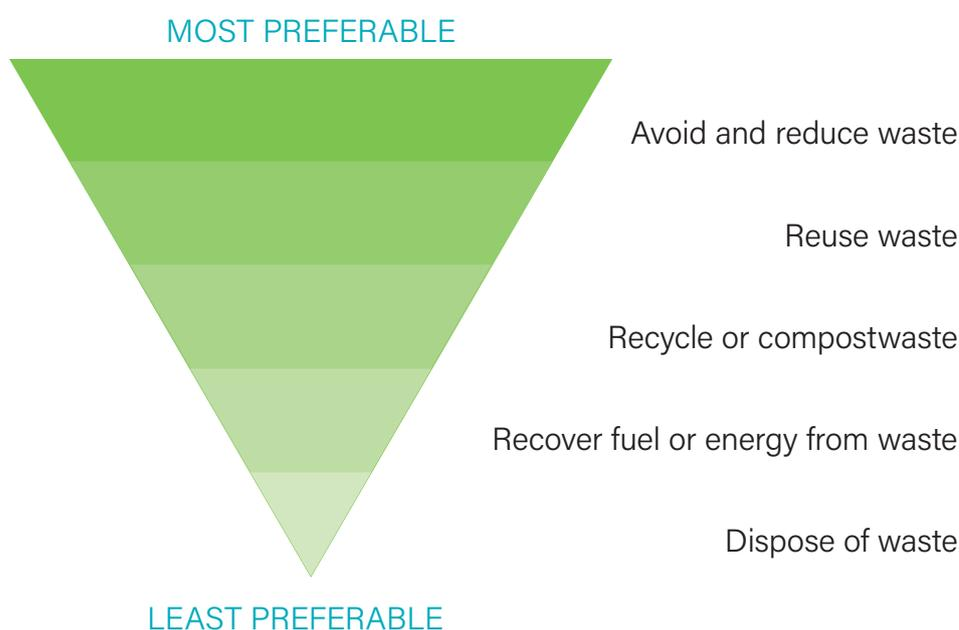 MOST PREFERABLE
Avoid and reduce waste
Reuse waste
Recycle or compostwaste
Recover fuel or energy from waste
Dispose of waste
LEAST PREFERABLE